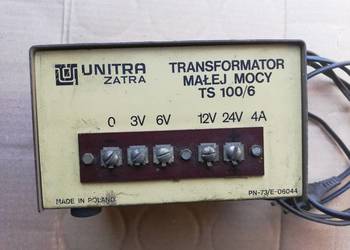 UNITRA
ZATRA
TRANSFORMATOR
MAŁEJ MOCY
TS 100/6
0 3V 6V 12V 24V 4A
MADE IN POLAND
PN-73/E-06044